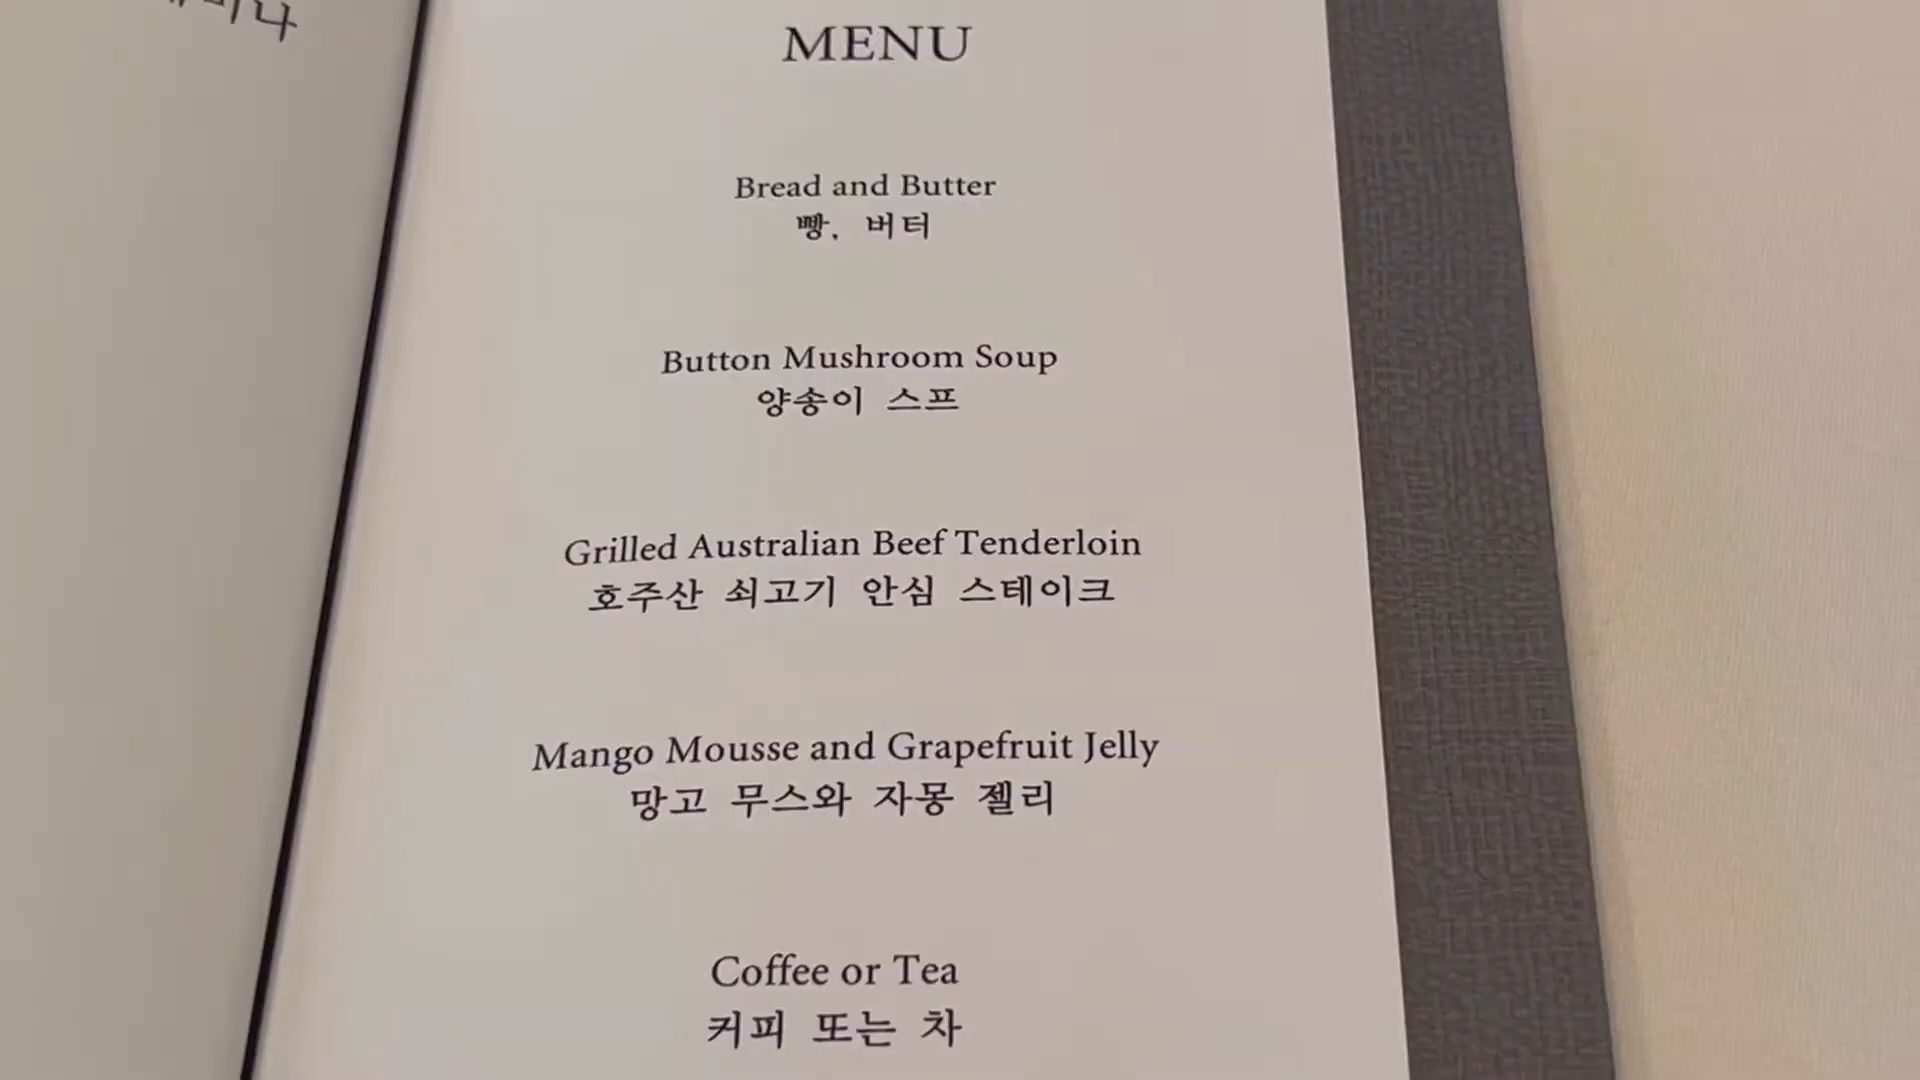 MENU
Bread and Butter
빵, 버터
Button Mushroom Soup
양송이 스프
Grilled Australian Beef Tenderloin
호주산 쇠고기 안심 스테이크
Mango Mousse and Grapefruit Jelly
망고 무스와 자몽 젤리
Coffee or Tea
커피 또는 차